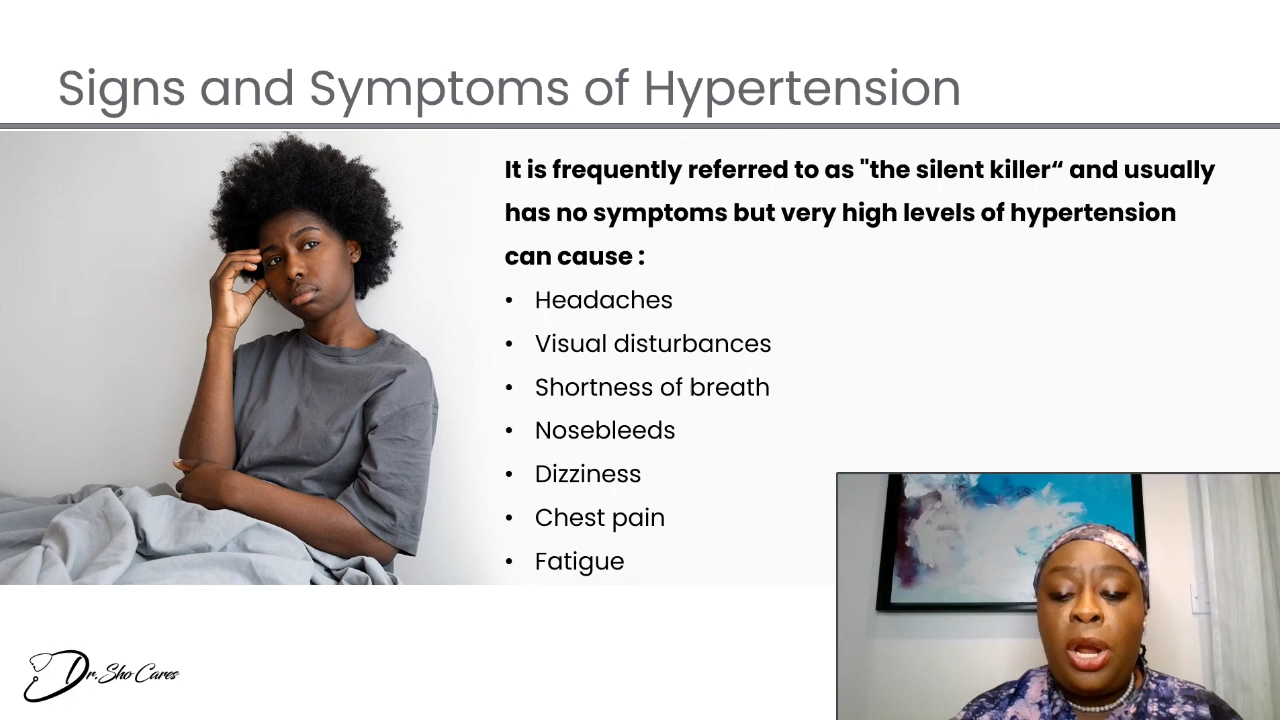 Signs and Symptoms of Hypertension
It is frequently referred to as "the silent killer“ and usually
has no symptoms but very high levels of hypertension
can cause :
• Headaches
• Visual disturbances
• Shortness of breath
• Nosebleeds
• Dizziness
• Chest pain
• Fatigue
Dr. Sho Cares